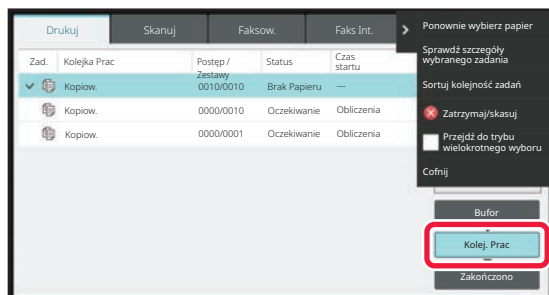 Drukuj Skanuj Faksow. Faks Int.
Zad. Kolejka Prac Postęp / Zestawy Status Czas startu
Kopiow. 0010/0010 Brak Papieru ---
Kopiow. 0000/0010 Oczekiwanie Obliczenia
Kopiow. 0000/0001 Oczekiwanie Obliczenia
Ponownie wybierz papier
Sprawdź szczegóły
wybranego zadania
Sortuj kolejność zadań
Zatrzymaj/skasuj
Przejdź do trybu
wielokrotnego wyboru
Cofnij
Bufor
Kolej. Prac
Zakończono